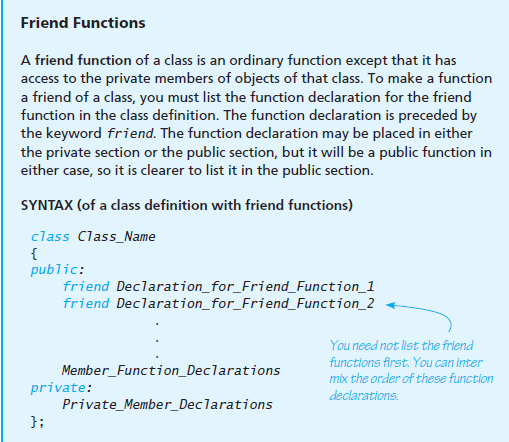 Friend Functions
A friend function of a class is an ordinary function except that it has
access to the private members of objects of that class. To make a function
a friend of a class, you must list the function declaration for the friend
function in the class definition. The function declaration is preceded by
the keyword friend. The function declaration may be placed in either
the private section or the public section, but it will be a public function in
either case, so it is clearer to list it in the public section.
SYNTAX (of a class definition with friend functions)
class Class_Name
{
public:
friend Declaration_for_Friend_Function_1
friend Declaration_for_Friend_Function_2
.
.
.
Member_Function_Declarations
private:
Private_Member_Declarations
};
You need not list the friend
functions first. You can inter
mix the order of these function
declarations.